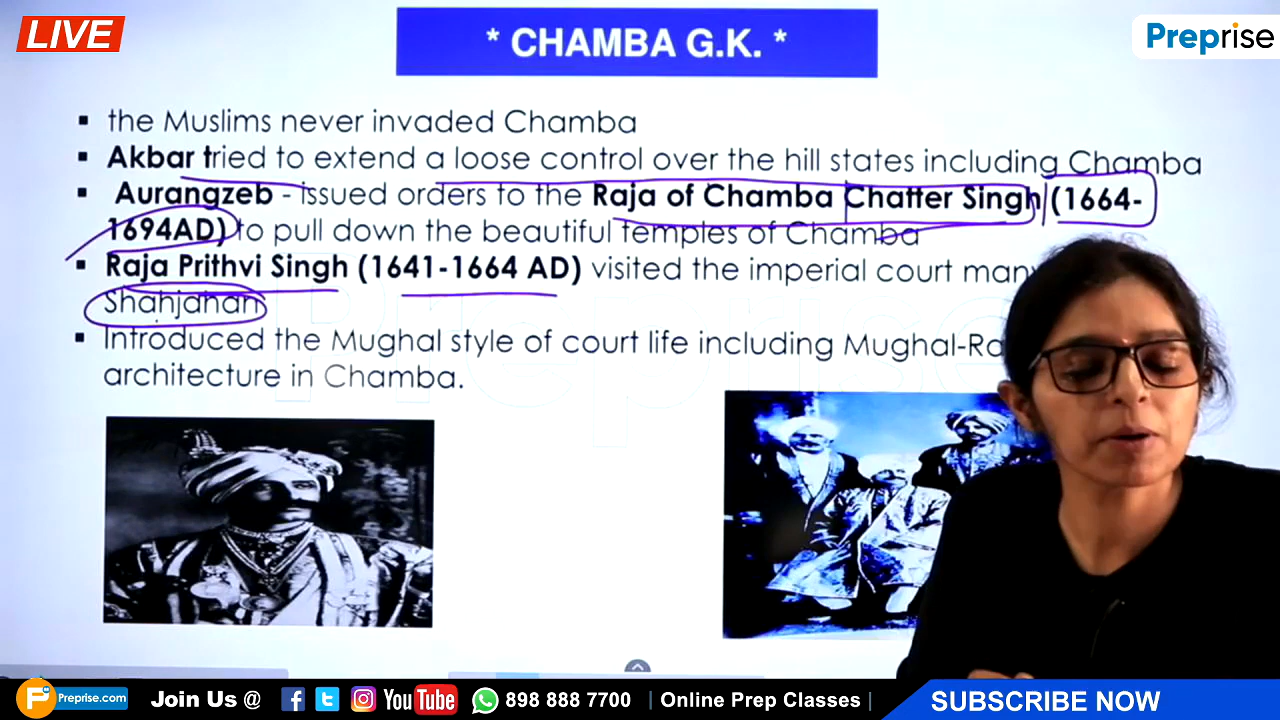 LIVE
* CHAMBA G.K. *
Preprise
▪ the Muslims never invaded Chamba
▪ Akbar tried to extend a loose control over the hill states including Chamba
▪ Aurangzeb - issued orders to the Raja of Chamba Chatter Singh (1664-
1694AD) to pull down the beautiful temples of Chamba
▪ Raja Prithvi Singh (1641-1664 AD) visited the imperial court
Shahjahan
▪ Introduced the Mughal style of court life including
architecture in Chamba.
Preprise
P
Preprise.com
Join Us @
YouTube
898 888 7700
| Online Prep Classes |
SUBSCRIBE NOW